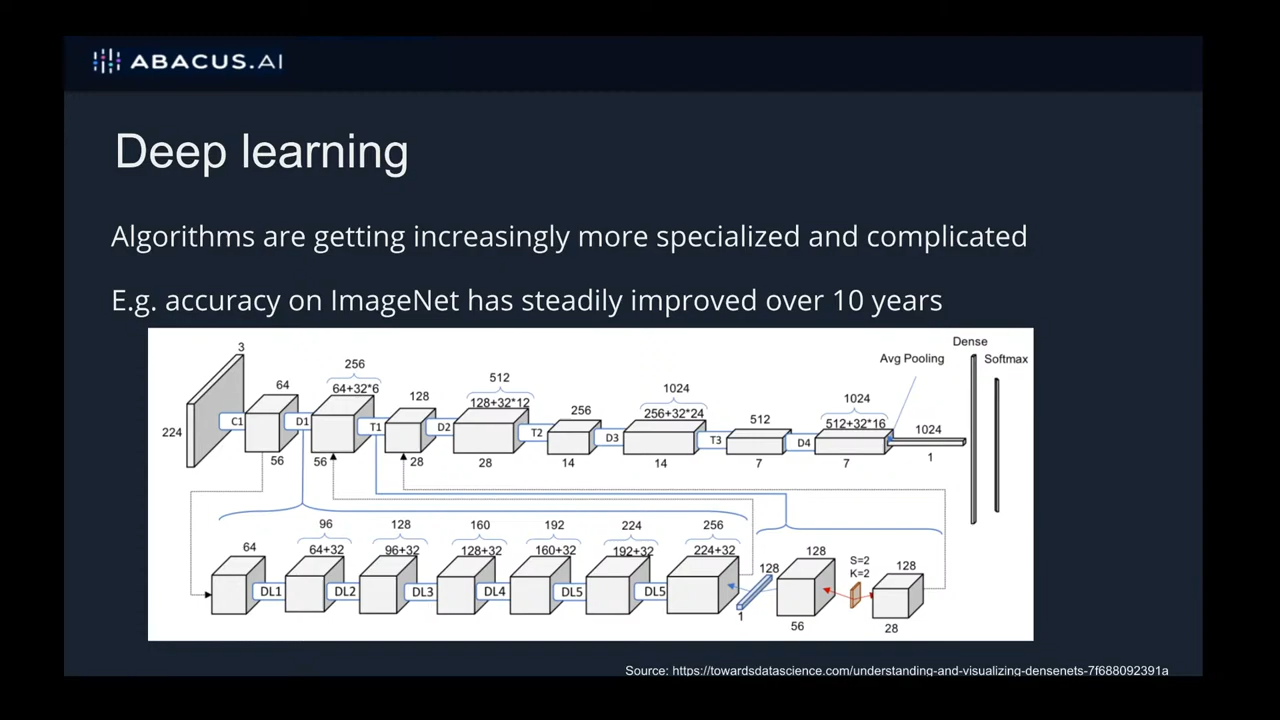 ABACUS.AI
Deep learning
Algorithms are getting increasingly more specialized and complicated
E.g. accuracy on ImageNet has steadily improved over 10 years
Dense
Avg Pooling
Softmax
3
64
256
64+32*6
128
512
128+32*12
256
1024
256+32*24
512
1024
512+32*16
1024
224
C1
D1
T1
D2
T2
D3
T3
D4
56
56
28
28
14
14
7
7
1
64
96
64+32
128
96+32
160
128+32
192
160+32
224
192+32
256
224+32
128
128
S=2
K=2
128
DL1
DL2
DL3
DL4
DL5
DL5
1
56
28
Source: https://towardsdatascience.com/understanding-and-visualizing-densenets-7f688092391a